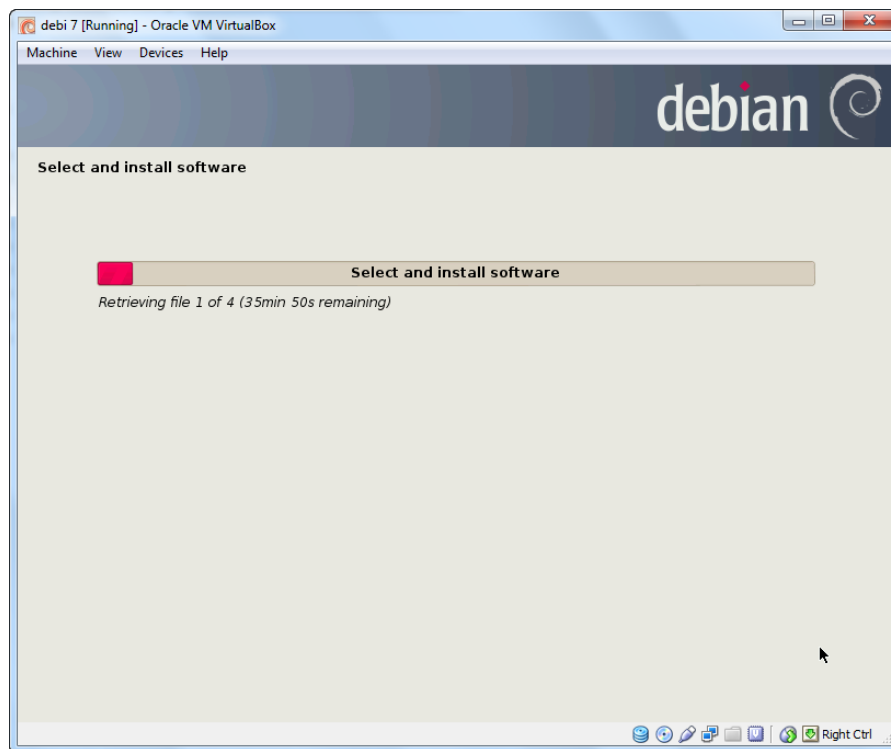 debi 7 [Running] - Oracle VM VirtualBox
Machine View Devices Help
debian
Select and install software
Select and install software
Retrieving file 1 of 4 (35min 50s remaining)
Right Ctrl